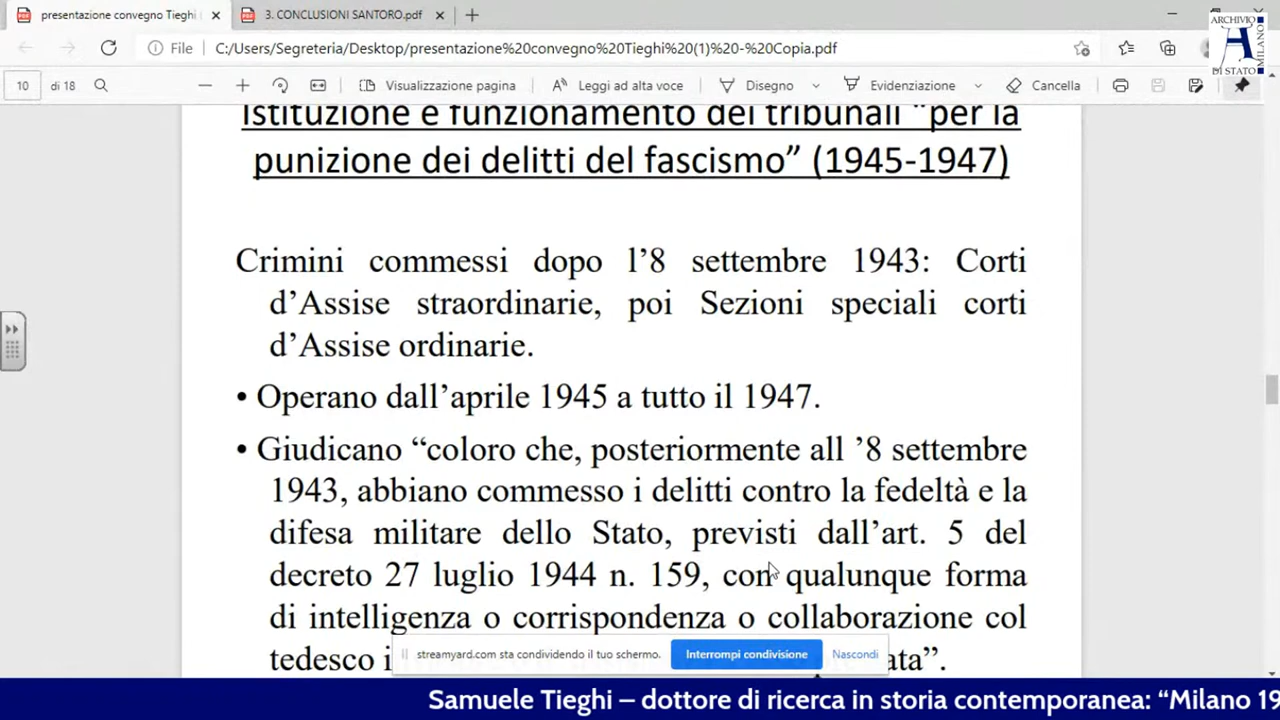 presentazione convegno Tieghi
3. CONCLUSIONI SANTORO.pdf
File
C:/Users/Segreteria/Desktop/presentazione%20convegno%20Tieghi%20(1)%20-%20Copia.pdf
ARCHIVIO
DI STATO
MILANO
10 di 18
Visualizzazione pagina
Leggi ad alta voce
Disegno
Evidenziazione
Cancella
Istituzione e funzionamento dei tribunali “per la
punizione dei delitti del fascismo” (1945-1947)
Crimini commessi dopo l’8 settembre 1943: Corti
d’Assise straordinarie, poi Sezioni speciali corti
d’Assise ordinarie.
• Operano dall’aprile 1945 a tutto il 1947.
• Giudicano “coloro che, posteriormente all ’8 settembre
1943, abbiano commesso i delitti contro la fedeltà e la
difesa militare dello Stato, previsti dall’art. 5 del
decreto 27 luglio 1944 n. 159, con qualunque forma
di intelligenza o corrispondenza o collaborazione col
tedesco
streamyard.com sta condividendo il tuo schermo.
Interrompi condivisione
Nascondi
Samuele Tieghi – dottore di ricerca in storia contemporanea: “Milano 19